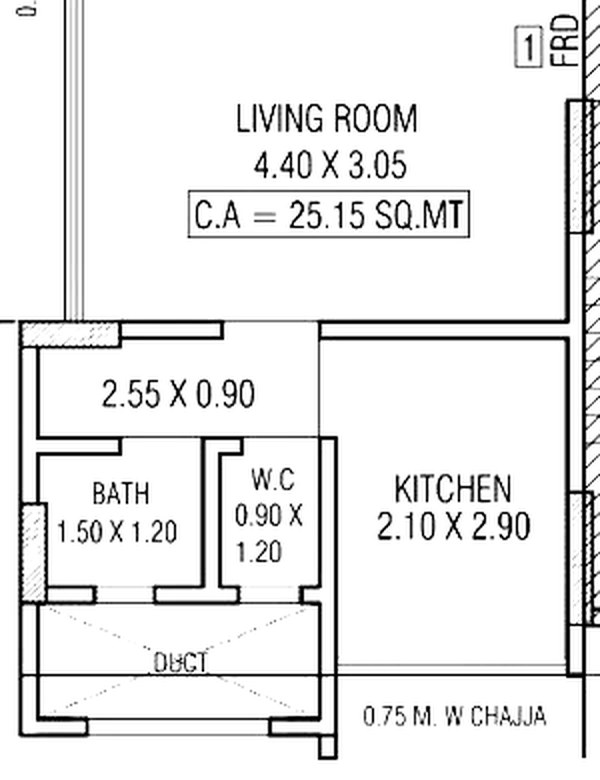 1
FRD
LIVING ROOM
4.40 X 3.05
C.A = 25.15 SQ.MT
2.55 X 0.90
BATH
1.50 X 1.20
W.C
0.90 X
1.20
KITCHEN
2.10 X 2.90
DUCT
0.75 M. W CHAJJA